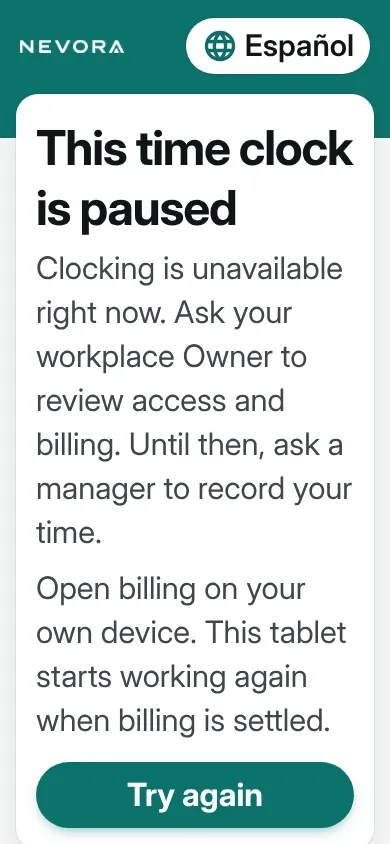 NEVORA
Español
This time clock
is paused
Clocking is unavailable
right now. Ask your
workplace Owner to
review access and
billing. Until then, ask a
manager to record your
time.
Open billing on your
own device. This tablet
starts working again
when billing is settled.
Try again